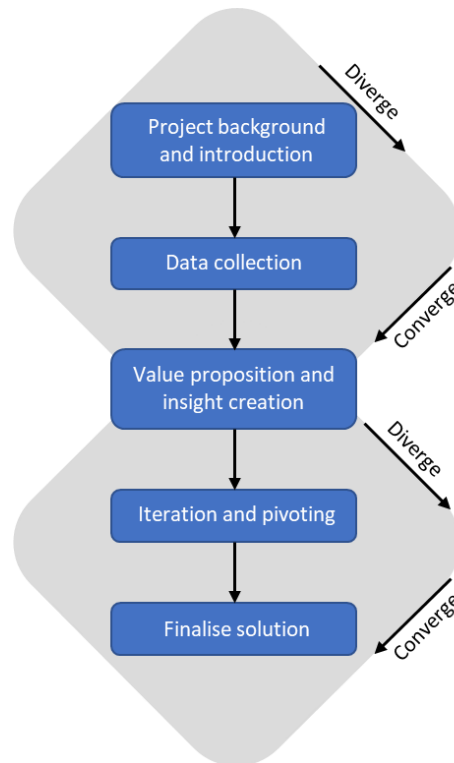 Diverge
Project background
and introduction
Data collection
Converge
Value proposition and
insight creation
Diverge
Iteration and pivoting
Finalise solution
Converge